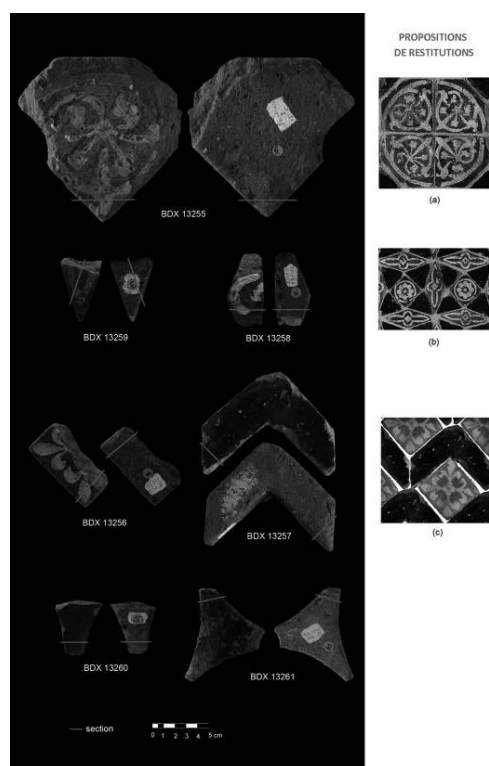 PROPOSITIONS
DE RESTITUTIONS
BDX 13255
(a)
BDX 13259
BDX 13258
(b)
BDX 13256
BDX 13257
(c)
BDX 13260
BDX 13261
section
0 1 2 3 4 5 cm